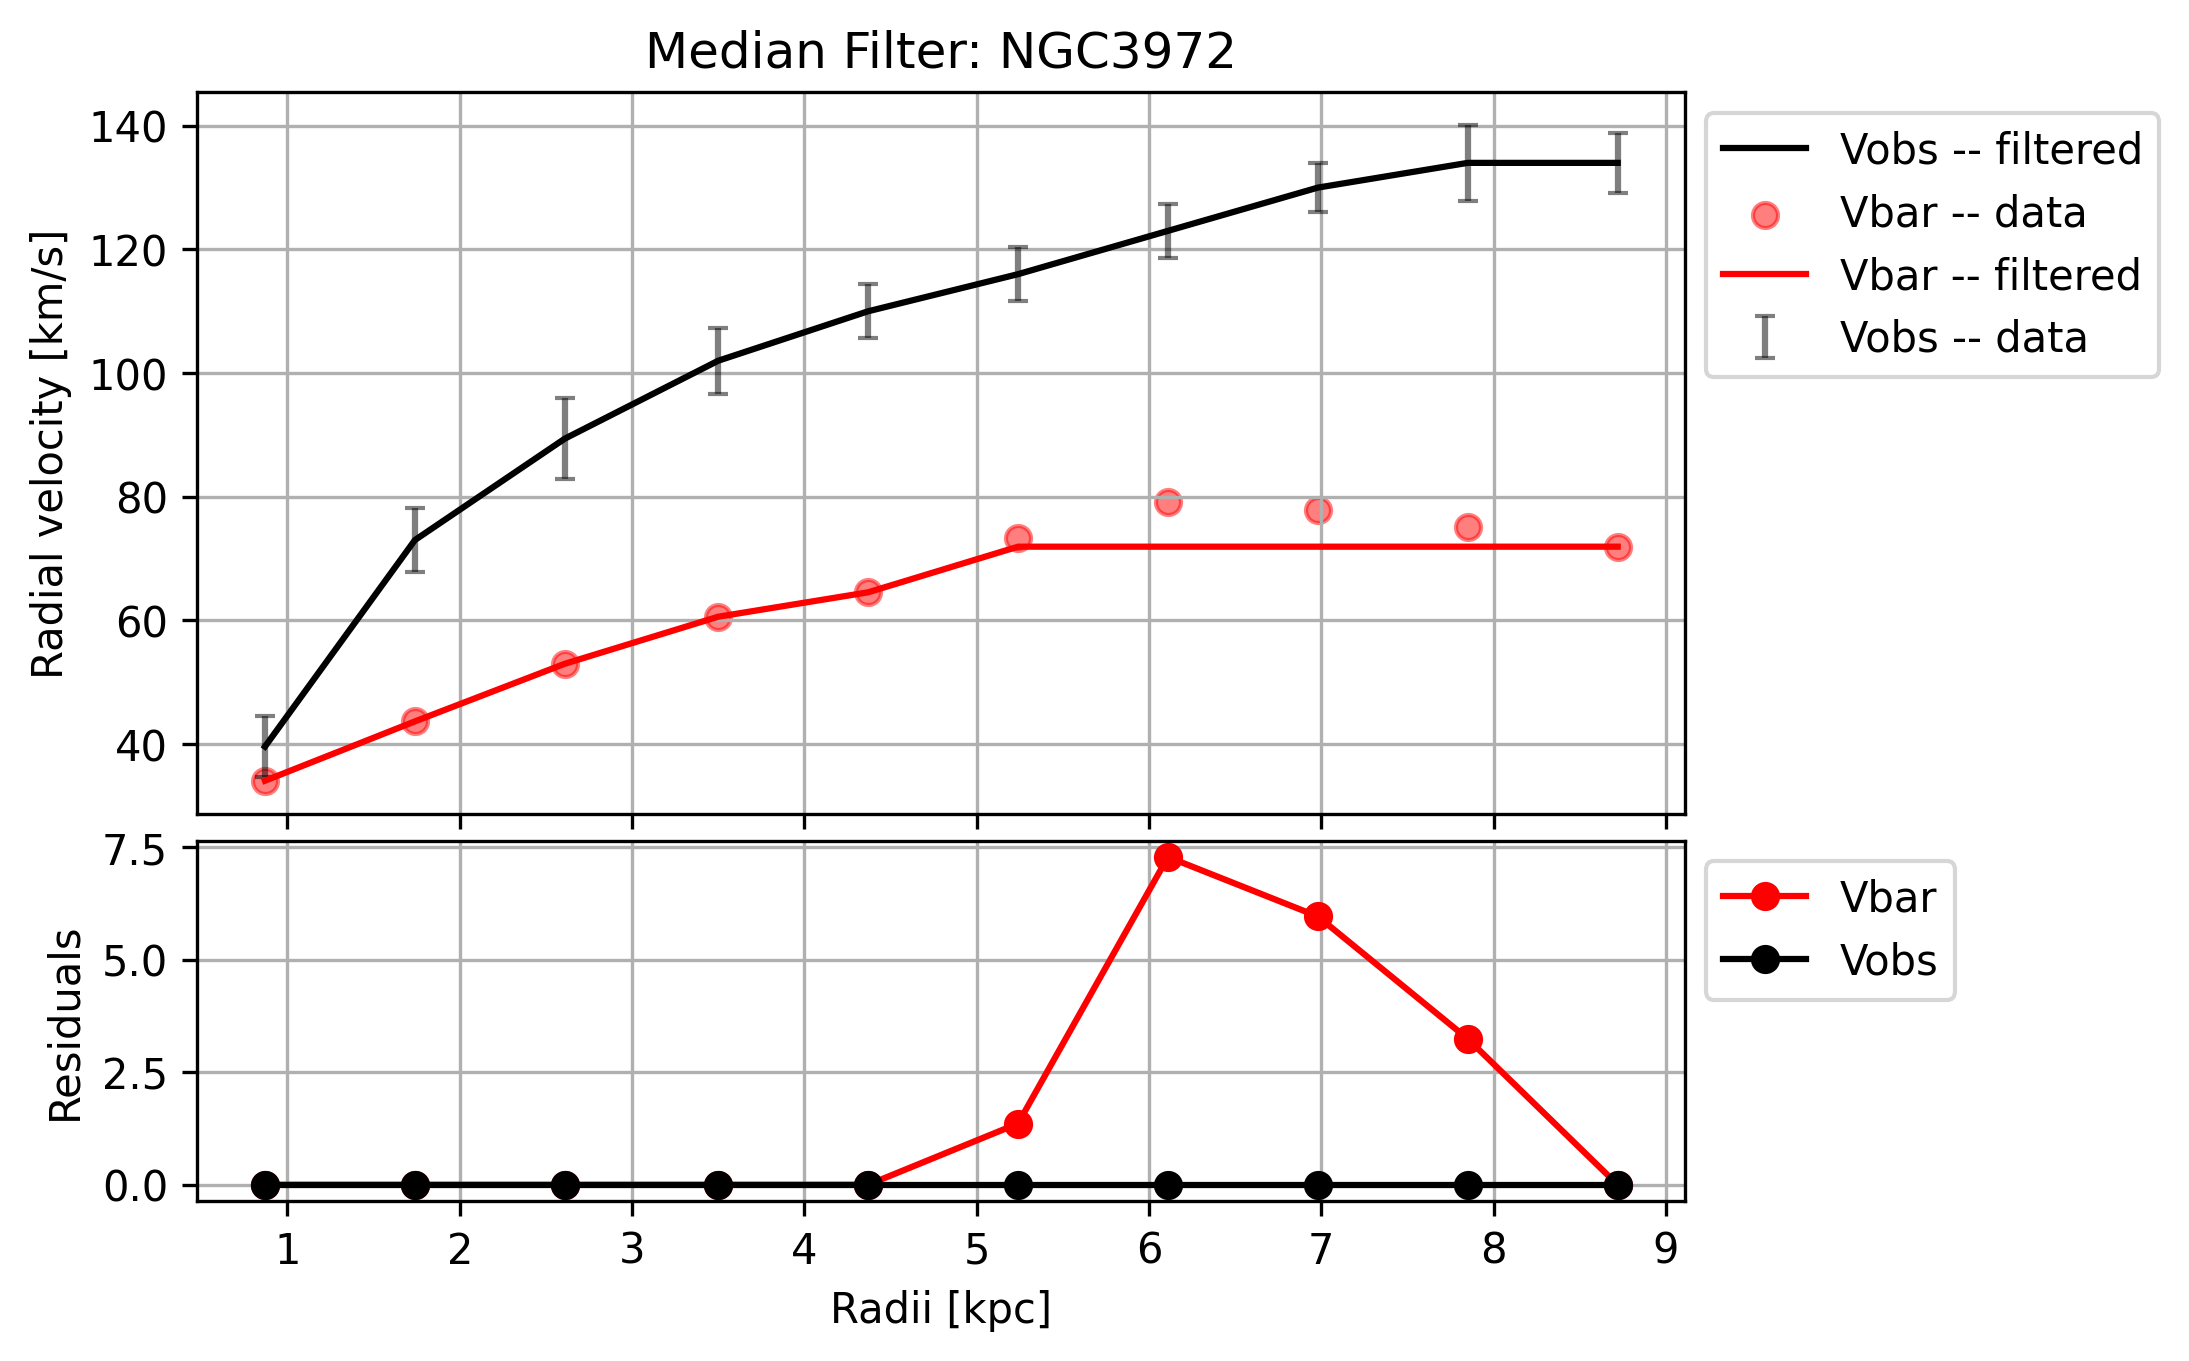 Median Filter: NGC3972
140
120
100
80
60
40
Radial velocity [km/s]
Vobs -- filtered
Vbar -- data
Vbar -- filtered
Vobs -- data
7.5
5.0
2.5
0.0
Residuals
Vbar
Vobs
1 2 3 4 5 6 7 8 9
Radii [kpc]